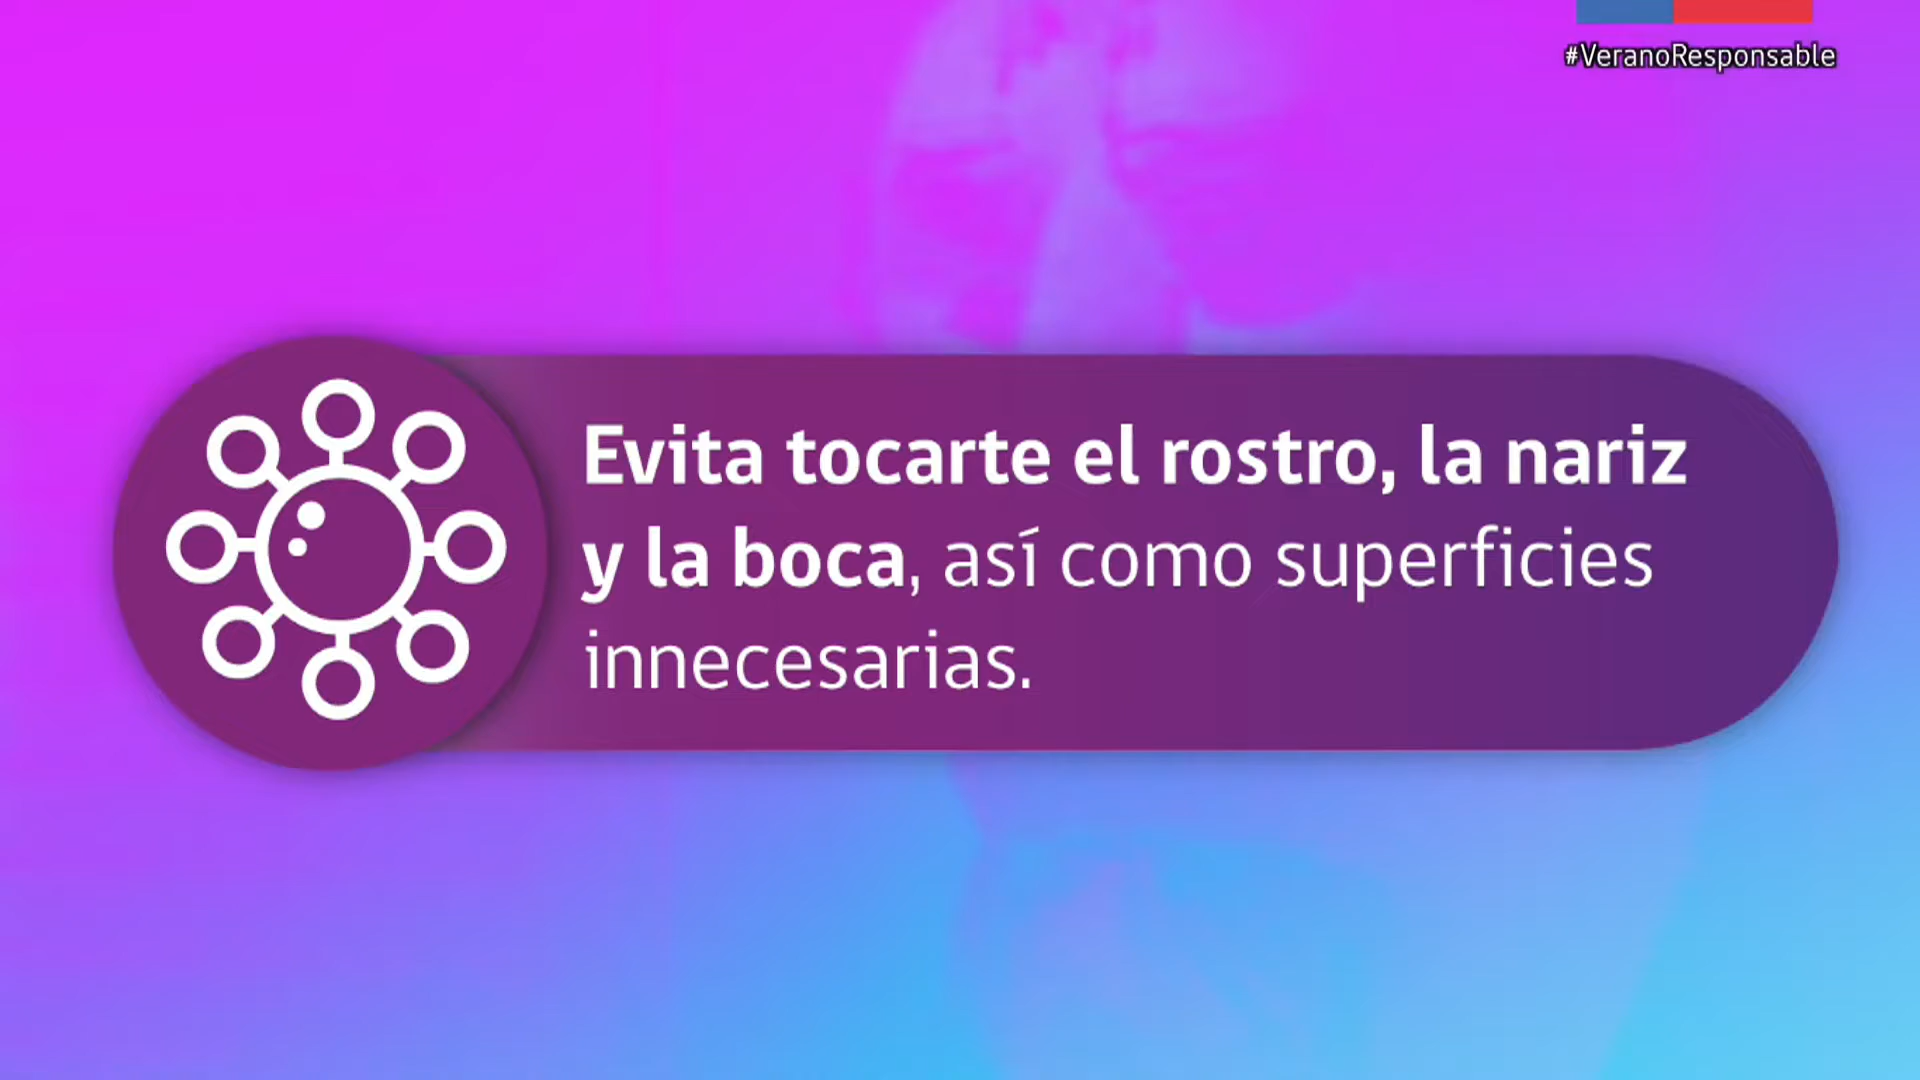 #VeranoResponsable
Evita tocarte el rostro, la nariz
y la boca, así como superficies
innecesarias.